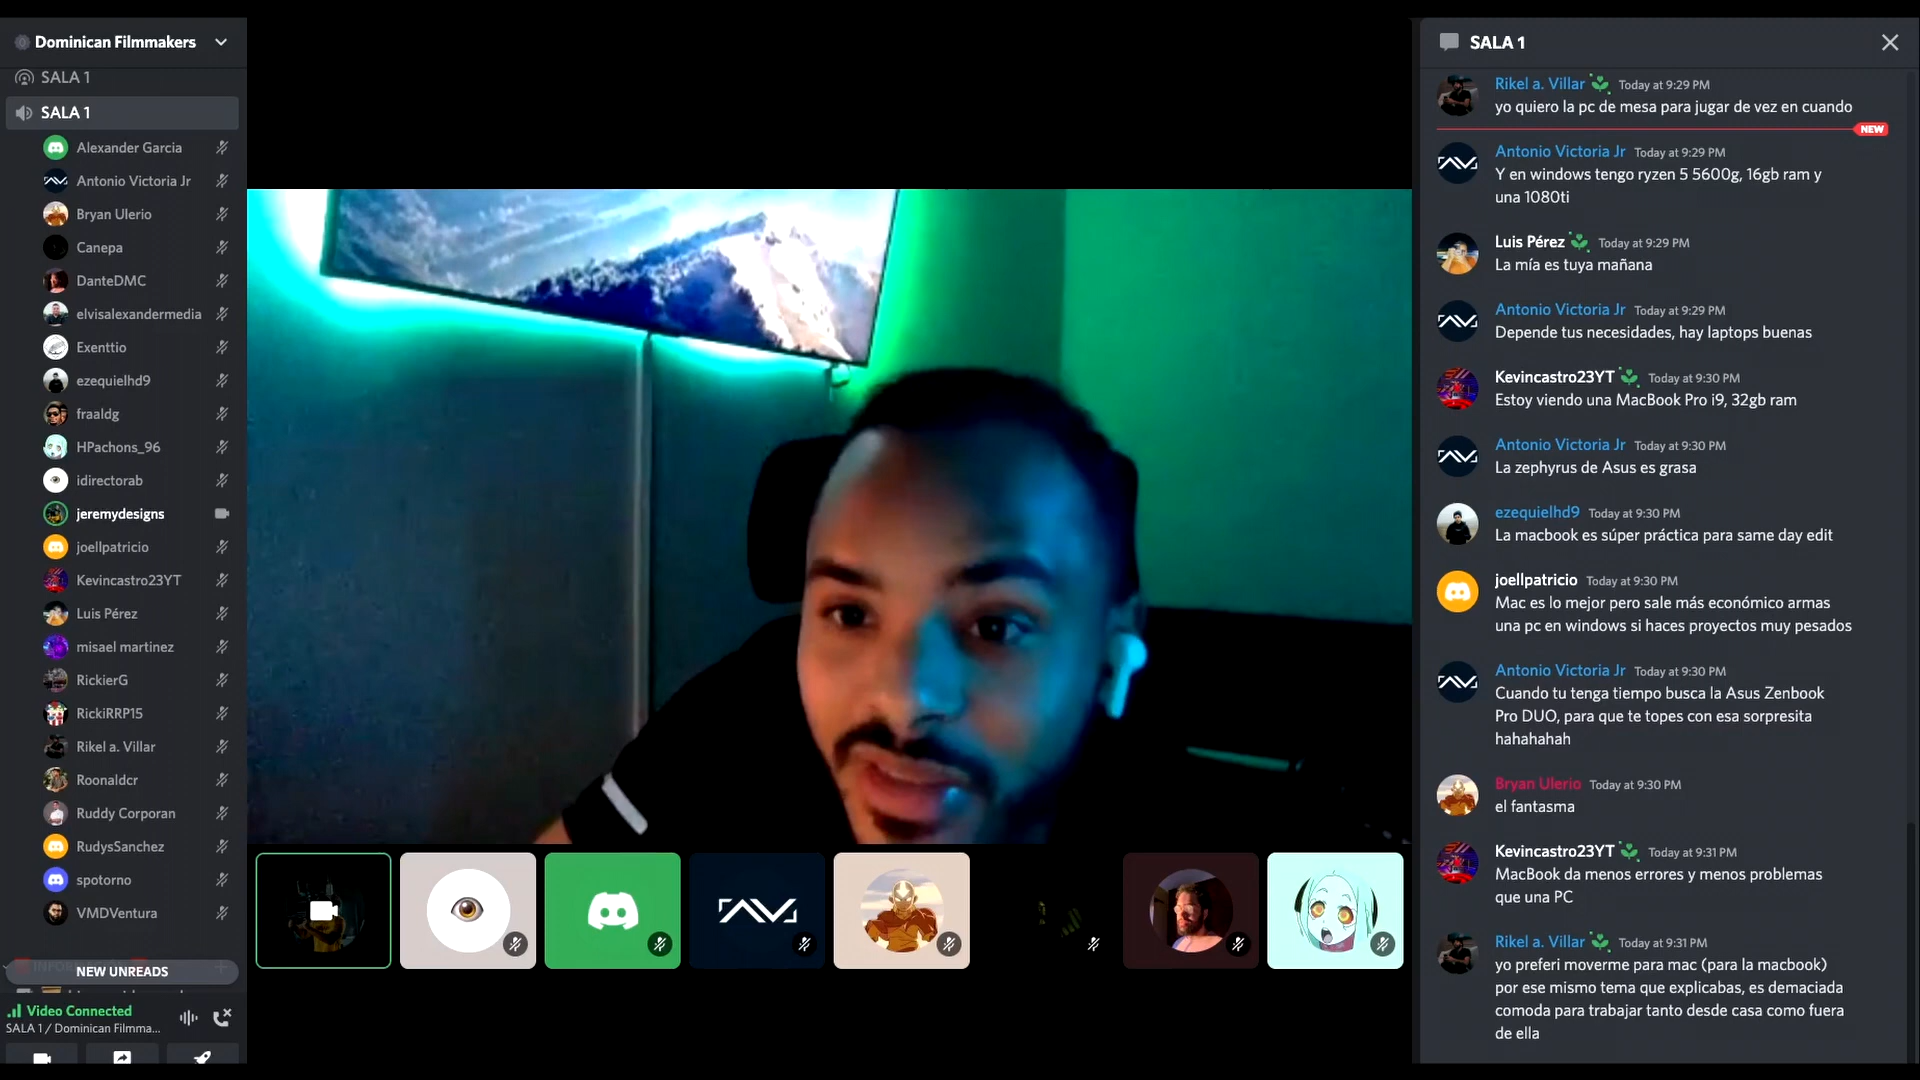 Dominican Filmmakers
SALA 1
SALA 1
Alexander Garcia
Antonio Victoria Jr
Bryan Ulerio
Canepa
DanteDMC
elvisalexandermedia
Exenttio
ezequielhd9
fraaldg
HPachons_96
idirectorab
jeremydesigns
joellpatricio
Kevincastro23YT
Luis Pérez
misael martinez
RickierG
RickiRRP15
Rikel a. Villar
Roonaldcr
Ruddy Corporan
RudysSanchez
spotorno
VMDVentura
NEW UNREADS
Video Connected
SALA 1 / Dominican Filmma...
SALA 1
Rikel a. Villar Today at 9:29 PM
yo quiero la pc de mesa para jugar de vez en cuando
NEW
Antonio Victoria Jr Today at 9:29 PM
Y en windows tengo ryzen 5 5600g, 16gb ram y
una 1080ti
Luis Pérez Today at 9:29 PM
La mía es tuya mañana
Antonio Victoria Jr Today at 9:29 PM
Depende tus necesidades, hay laptops buenas
Kevincastro23YT Today at 9:30 PM
Estoy viendo una MacBook Pro i9, 32gb ram
Antonio Victoria Jr Today at 9:30 PM
La zephyrus de Asus es grasa
ezequielhd9 Today at 9:30 PM
La macbook es súper práctica para same day edit
joellpatricio Today at 9:30 PM
Mac es lo mejor pero sale más económico armas
una pc en windows si haces proyectos muy pesados
Antonio Victoria Jr Today at 9:30 PM
Cuando tu tenga tiempo busca la Asus Zenbook
Pro DUO, para que te topes con esa sorpresita
hahahahah
Bryan Ulerio Today at 9:30 PM
el fantasma
Kevincastro23YT Today at 9:31 PM
MacBook da menos errores y menos problemas
que una PC
Rikel a. Villar Today at 9:31 PM
yo preferi moverme para mac (para la macbook)
por ese mismo tema que explicabas, es demaciada
comoda para trabajar tanto desde casa como fuera
de ella